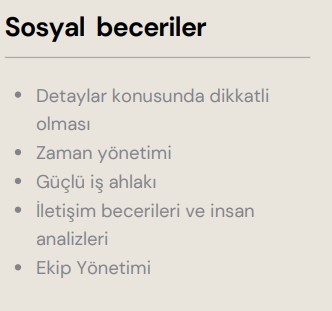 Sosyal beceriler
Detaylar konusunda dikkatli
olması
Zaman yönetimi
Güçlü iş ahlakı
İletişim becerileri ve insan
analizleri
Ekip Yönetimi